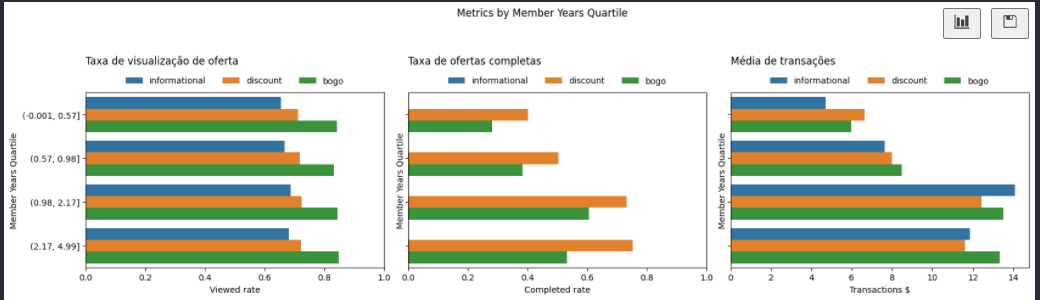 Metrics by Member Years Quartile
Taxa de visualização de oferta
informational discount bogo
Member Years Quartile
(-0.001, 0.57]
(0.57, 0.98]
(0.98, 2.17]
(2.17, 4.99]
0.0 0.2 0.4 0.6 0.8 1.0
Viewed rate
Taxa de ofertas completas
informational discount bogo
Member Years Quartile
0.0 0.2 0.4 0.6 0.8 1.0
Completed rate
Média de transações
informational discount bogo
Member Years Quartile
0 2 4 6 8 10 12 14
Transactions $